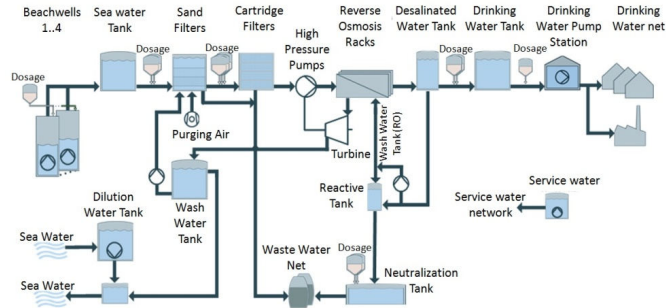 Beachwells
1..4
Sea water
Tank
Sand
Filters
Cartridge
Filters
High
Pressure
Pumps
Reverse
Osmosis
Racks
Desalinated
Water Tank
Drinking
Water Tank
Drinking
Water Pump
Station
Drinking
Water net
Dosage
Dosage
Dosage
Dosage
Dosage
Purging Air
Turbine
Wash Water
Tank(RO)
Wash
Water
Tank
Reactive
Tank
Service water
network
Service water
Dilution
Water Tank
Sea Water
Sea Water
Waste Water
Net
Dosage
Neutralization
Tank